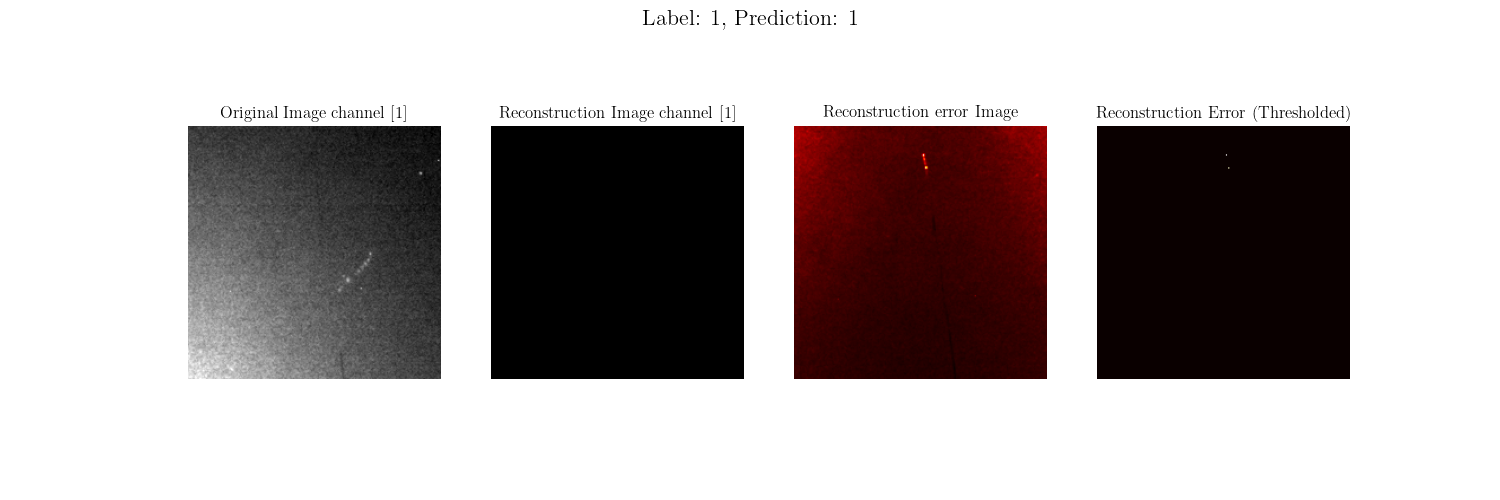 Label: 1, Prediction: 1
Original Image channel [1]
Reconstruction Image channel [1]
Reconstruction error Image
Reconstruction Error (Thresholded)